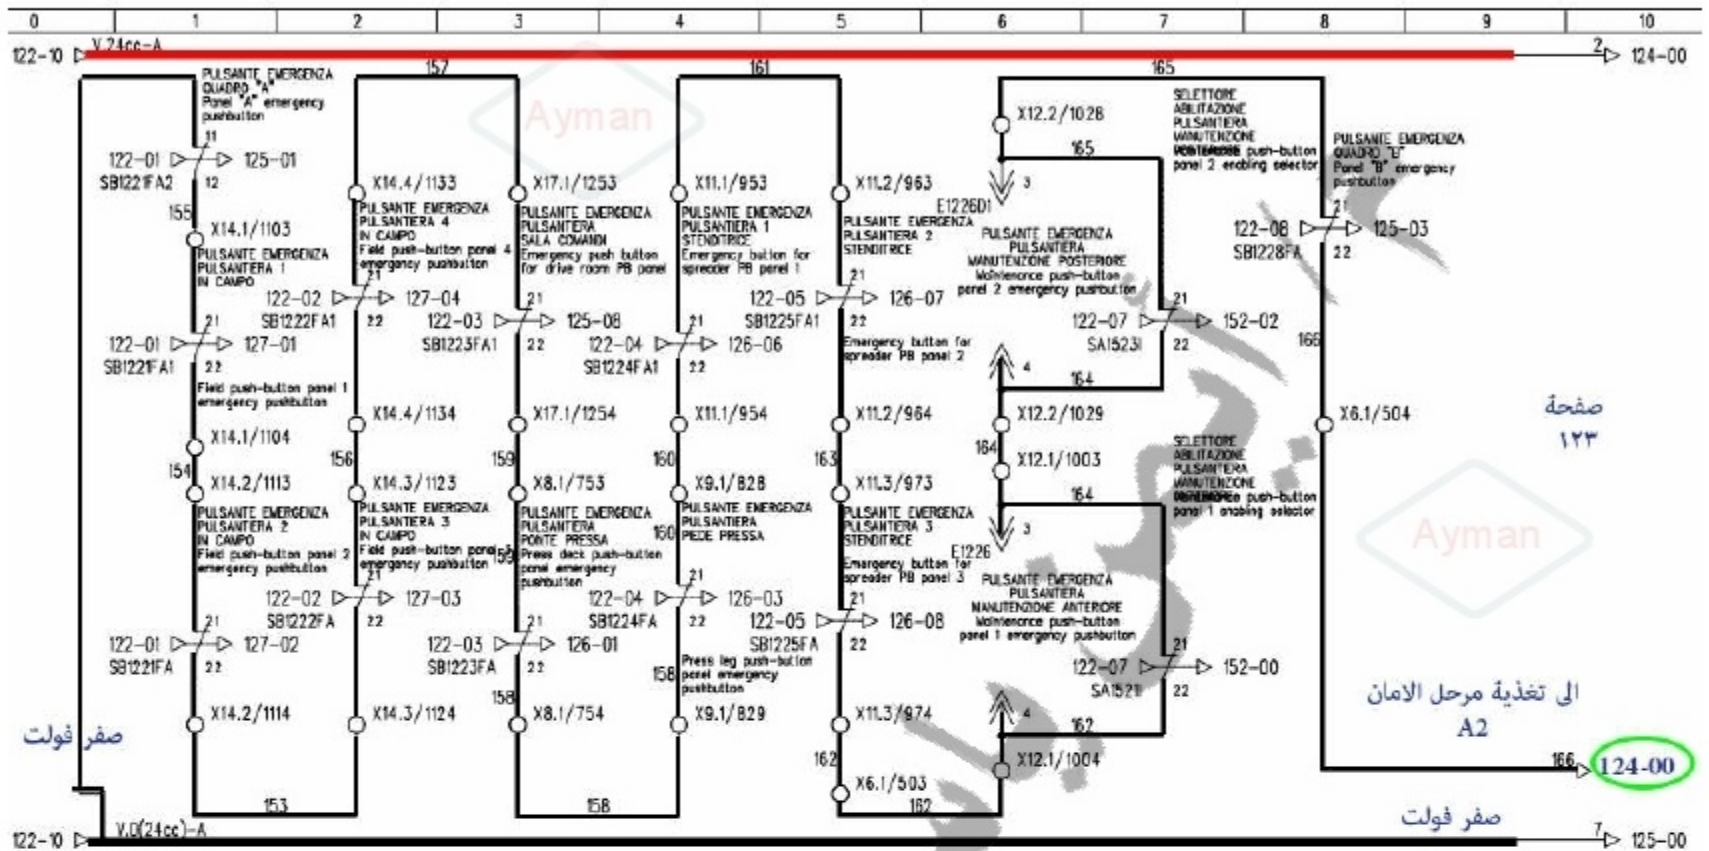 0 1 2 3 4 5 6 7 8 9 10
122-10 V.24cc-A 2 124-00
157 161 165
PULSANTE EMERGENZA
QUADRO "A"
Panel "A" emergency
pushbutton
11
122-01 125-01
SB1221FA2 12
155
X14.1/1103
PULSANTE EMERGENZA
PULSANTIERA 1
IN CAMPO
21
122-01 127-01
SB1221FA1 22
Field push-button panel 1
emergency pushbutton
X14.1/1104
154
X14.2/1113
PULSANTE EMERGENZA
PULSANTIERA 2
IN CAMPO
Field push-button panel 2
emergency pushbutton
21
122-01 127-02
SB1221FA 22
X14.2/1114
153
X14.4/1133
PULSANTE EMERGENZA
PULSANTIERA 4
IN CAMPO
Field push-button panel 4
emergency pushbutton
21
122-02 127-04
SB1222FA1 22
X14.4/1134
156
X14.3/1123
PULSANTE EMERGENZA
PULSANTIERA 3
IN CAMPO
Field push-button panel
emergency pushbutton
21
122-02 127-03
SB1222FA 22
X14.3/1124
X17.1/1253
PULSANTE EMERGENZA
PULSANTIERA
SALA COMANDI
Emergency push button
for drive room PB panel
21
122-03 125-08
SB1223FA1 22
X17.1/1254
159
X8.1/753
PULSANTE EMERGENZA
PULSANTIERA
PONTE PRESSA
159
Press deck push-button
panel emergency
pushbutton
21
122-03 126-01
SB1223FA 22
158
X8.1/754
158
X11.1/953
PULSANTE EMERGENZA
PULSANTIERA 1
STENDITRICE
Emergency button for
spreader PB panel 1
21
122-04 126-06
SB1224FA1 22
X11.1/954
160
X9.1/828
PULSANTE EMERGENZA
PULSANTIERA
PIEDE PRESSA
160
21
122-04 126-03
SB1224FA 22
Press leg push-button
panel emergency
pushbutton
158
X9.1/829
X11.2/963
PULSANTE EMERGENZA
PULSANTIERA 2
STENDITRICE
21
122-05 126-07
SB1225FA1 22
Emergency button for
spreader PB panel 2
X11.2/964
163
X11.3/973
PULSANTE EMERGENZA
PULSANTIERA 3
STENDITRICE
Emergency button for
spreader PB panel 3
21
122-05 126-08
SB1225FA 22
X11.3/974
162
X6.1/503
162
X12.2/1028
165
3
E1226D1
PULSANTE EMERGENZA
PULSANTIERA
MANUTENZIONE POSTERIORE
Maintenance push-button
panel 2 emergency pushbutton
4
164
X12.2/1029
164
X12.1/1003
164
3
E1226
PULSANTE EMERGENZA
PULSANTIERA
MANUTENZIONE ANTERIORE
Maintenance push-button
panel 1 emergency pushbutton
4
162
X12.1/1004
SELETTORE
ABILITAZIONE
PULSANTIERA
MANUTENZIONE
push-button
panel 2 enabling selector
21
122-07 152-02
SA1523I 22
SELETTORE
ABILITAZIONE
PULSANTIERA
MANUTENZIONE
push-button
panel 1 enabling selector
21
122-07 152-00
SA1521I 22
PULSANTE EMERGENZA
QUADRO "B"
Panel "B" emergency
pushbutton
21
122-08 125-03
SB1228FA 22
166
X6.1/504
صفحة
١٢٣
الى تغذية مرحل الامان
A2
166 124-00
صفر فولت
صفر فولت
122-10 V.0(24cc)-A 7 125-00
Ayman
Ayman